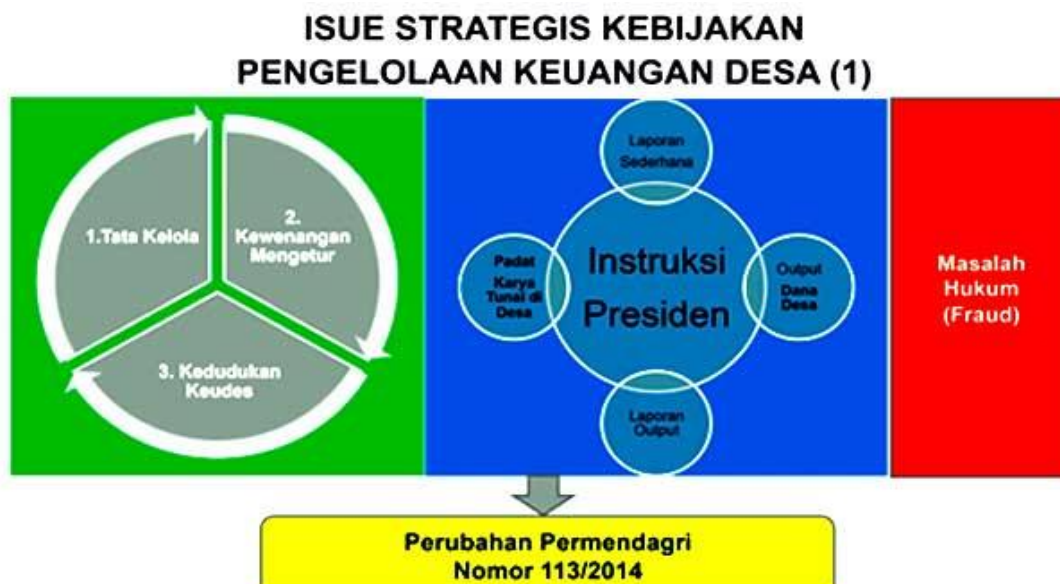 ISUE STRATEGIS KEBIJAKAN
PENGELOLAAN KEUANGAN DESA (1)
1.Tata Kelola
2.
Kewenangan
Mengetur
3. Kedudukan
Keudes
Laporan
Sederhana
Padat
Karya
Tunai di
Desa
Instruksi
Presiden
Output
Dana
Desa
Laporan
Output
Masalah
Hukum
(Fraud)
Perubahan Permendagri
Nomor 113/2014